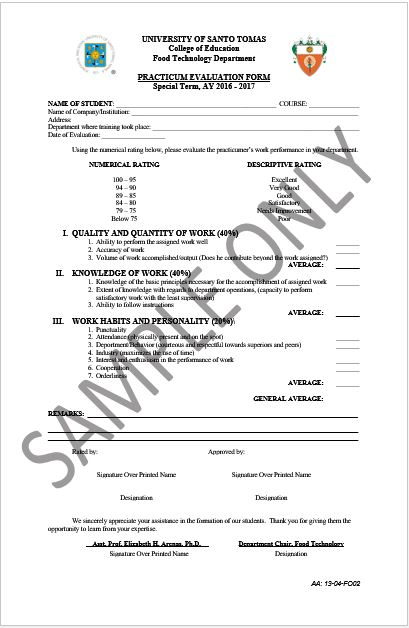 UNIVERSITY OF SANTO TOMAS
College of Education
Food Technology Department
PRACTICUM EVALUATION FORM
Special Term, AY 2016 - 2017
NAME OF STUDENT: COURSE:
Name of Company/Institution:
Address:
Department where training took place:
Date of Evaluation:
Using the numerical rating below, please evaluate the practicumer's work performance in your department.
NUMERICAL RATING DESCRIPTIVE RATING
100 – 95 Excellent
94 – 90 Very Good
89 – 85 Good
84 – 80 Satisfactory
79 – 75 Needs Improvement
Below 75 Poor
I. QUALITY AND QUANTITY OF WORK (40%)
1. Ability to perform the assigned work well
2. Accuracy of work
3. Volume of work accomplished/output (Does he contribute beyond the work assigned?)
AVERAGE:
II. KNOWLEDGE OF WORK (40%)
1. Knowledge of the basic principles necessary for the accomplishment of assigned work
2. Extent of knowledge with regards to department operations, (capacity to perform
satisfactory work with the least supervision)
3. Ability to follow instructions
AVERAGE:
III. WORK HABITS AND PERSONALITY (20%):
1. Punctuality
2. Attendance (physically present and on the spot)
3. Department/Behavior (courteous and respectful towards superiors and peers)
4. Industry (maximizes the use of time)
5. Interest and enthusiasm in the performance of work
6. Cooperation
7. Orderliness
AVERAGE:
GENERAL AVERAGE:
REMARKS:
Rated by: Approved by:
Signature Over Printed Name Signature Over Printed Name
Designation Designation
We sincerely appreciate your assistance in the formation of our students. Thank you for giving them the
opportunity to learn from your expertise.
Asst. Prof. Elizabeth H. Arenas, Ph.D. Department Chair, Food Technology
Signature Over Printed Name Designation
AA: 13-04-FO02
SAMPLE ONLY